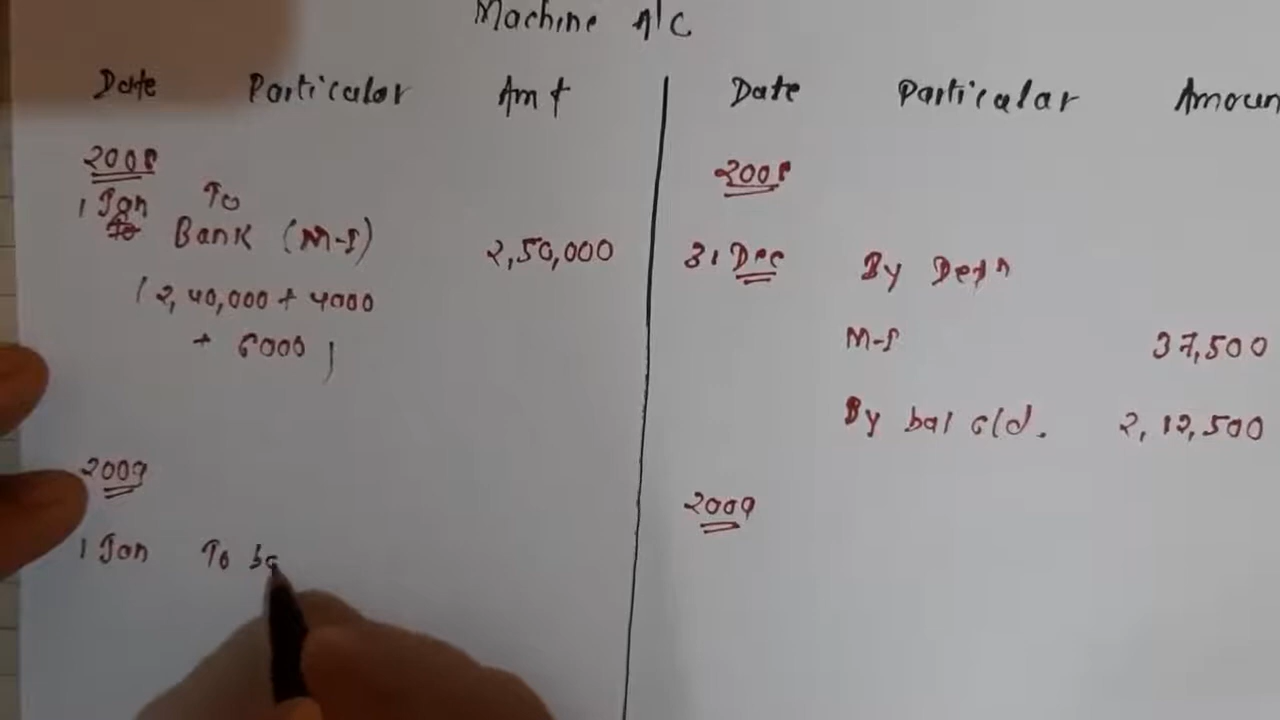 Machine A/C
Date Particular Amt Date Particular Amoun
2008 2008
1 Jan To
Bank (M-I) 2,50,000 31 Dec By Depn
(2,40,000 + 4000
+ 6000) M-I 37,500
By bal c/d. 2,12,500
2009 2009
1 Jan To ba